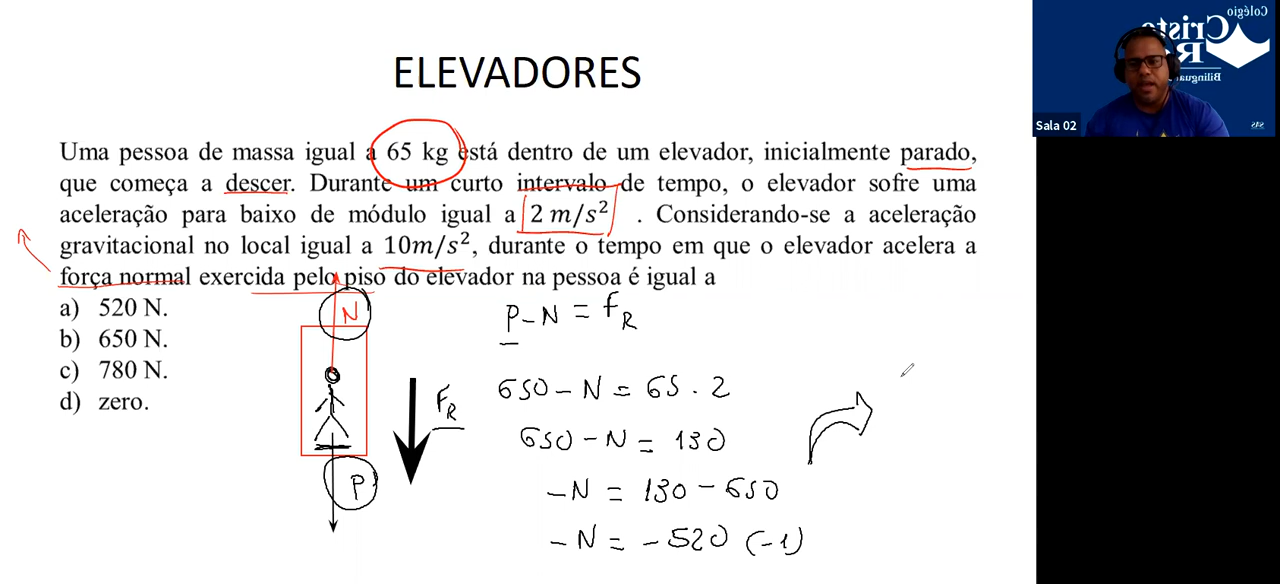 Colégio
Cristo
Re
Bilíngu
Sala 02
SAS
ELEVADORES
Uma pessoa de massa igual a 65 kg está dentro de um elevador, inicialmente parado,
que começa a descer. Durante um curto intervalo de tempo, o elevador sofre uma
aceleração para baixo de módulo igual a 2 m/s² . Considerando-se a aceleração
gravitacional no local igual a 10m/s², durante o tempo em que o elevador acelera a
força normal exercida pelo piso do elevador na pessoa é igual a
a) 520 N.
b) 650 N.
c) 780 N.
d) zero.
N
P
FR
P-N = FR
650-N = 65 . 2
650-N = 130
-N = 130-650
-N = -520 (-1)